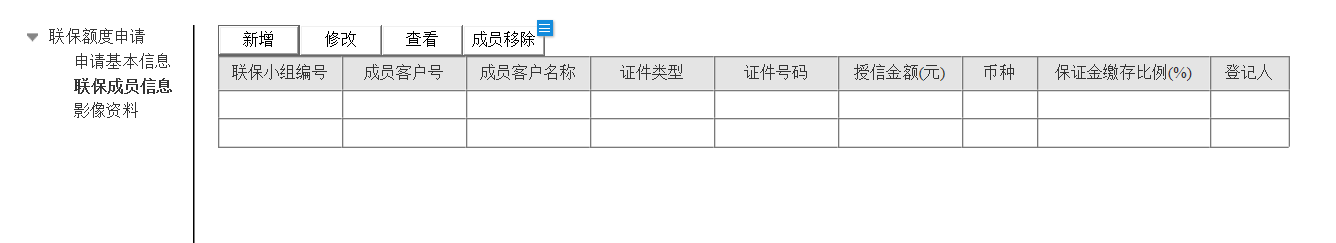 联保额度申请
申请基本信息
联保成员信息
影像资料
新增 修改 查看 成员移除
联保小组编号 成员客户号 成员客户名称 证件类型 证件号码 授信金额(元) 币种 保证金缴存比例(%) 登记人